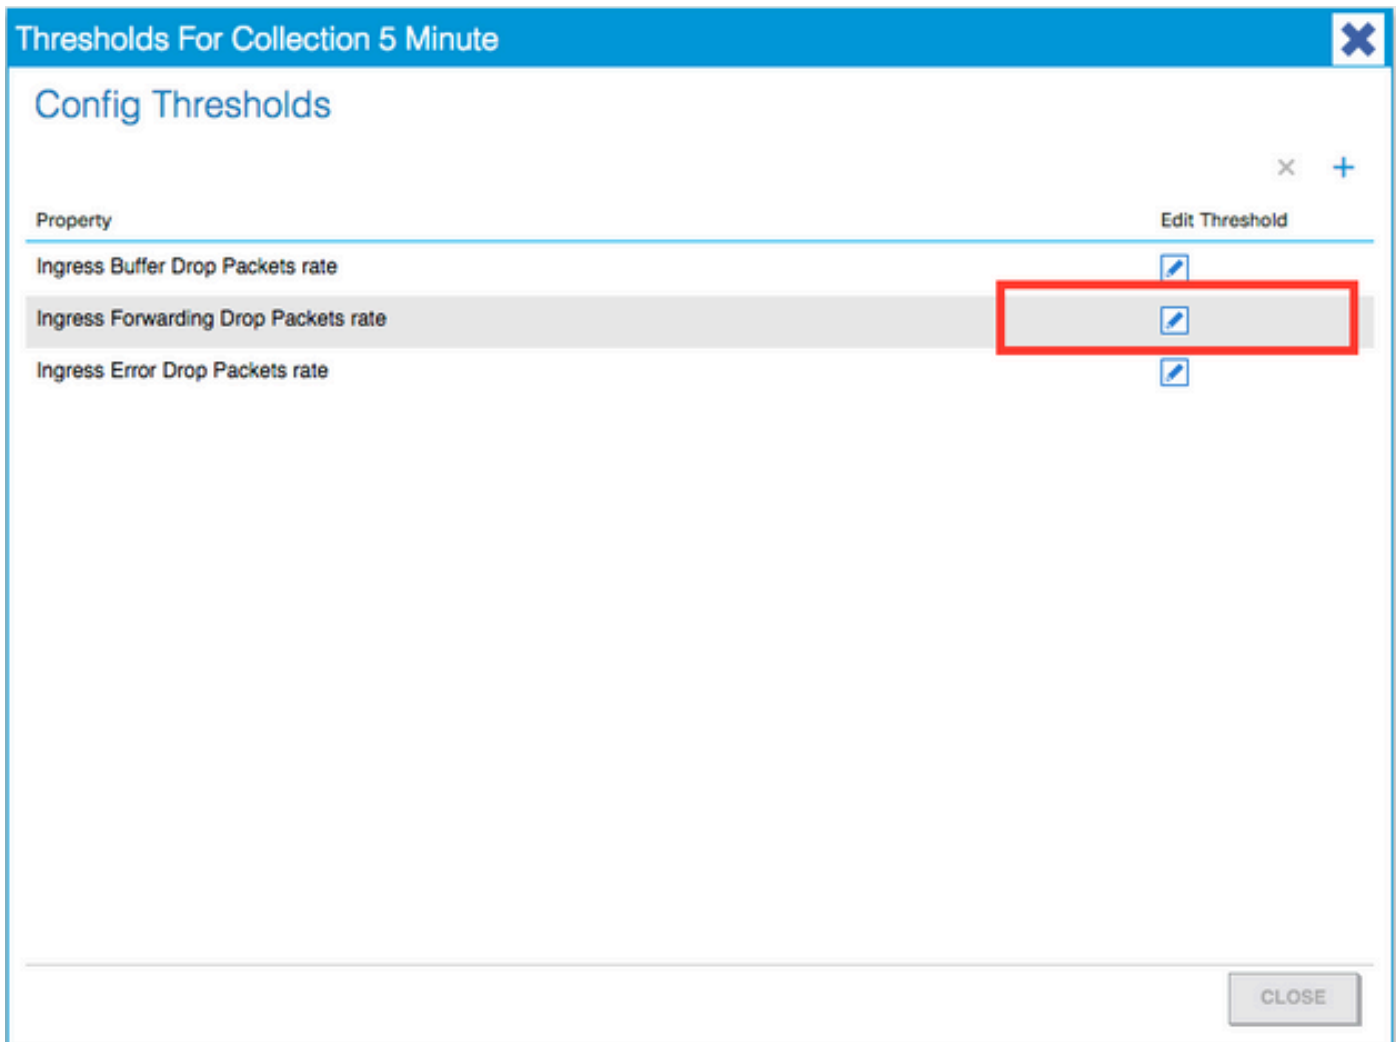 Thresholds For Collection 5 Minute
Config Thresholds
Property Edit Threshold
Ingress Buffer Drop Packets rate
Ingress Forwarding Drop Packets rate
Ingress Error Drop Packets rate
CLOSE